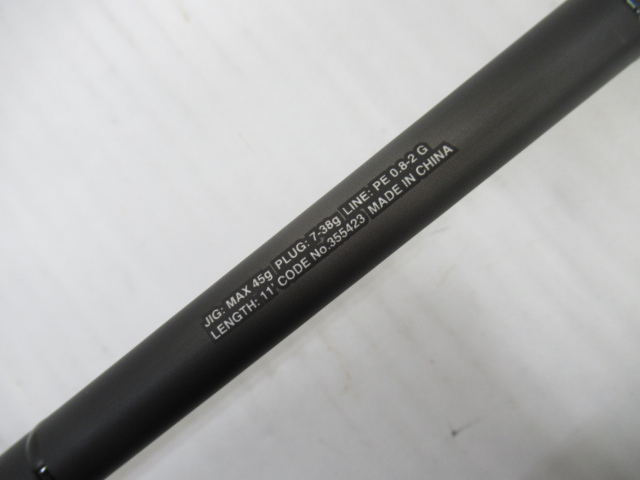 JIG: MAX 45g PLUG: 7-38g LINE: PE 0.8-2 G
LENGTH: 11' CODE No.355423 MADE IN CHINA